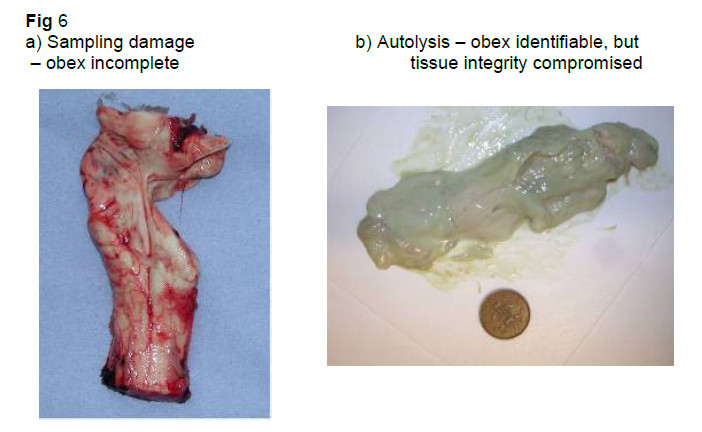 Fig 6
a) Sampling damage
– obex incomplete
b) Autolysis – obex identifiable, but
tissue integrity compromised